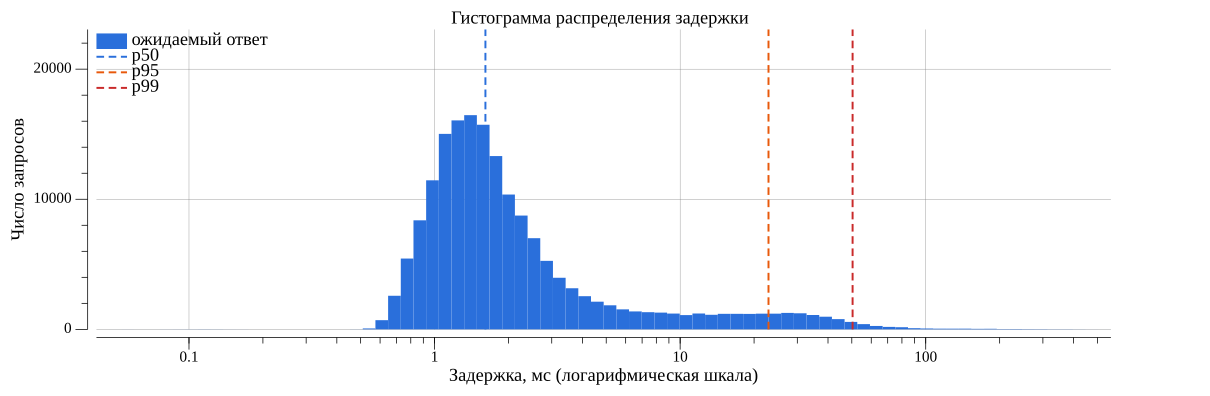 Гистограмма распределения задержки
ожидаемый ответ
p50
p95
p99
20000
10000
0
Число запросов
0.1
1
10
100
Задержка, мс (логарифмическая шкала)